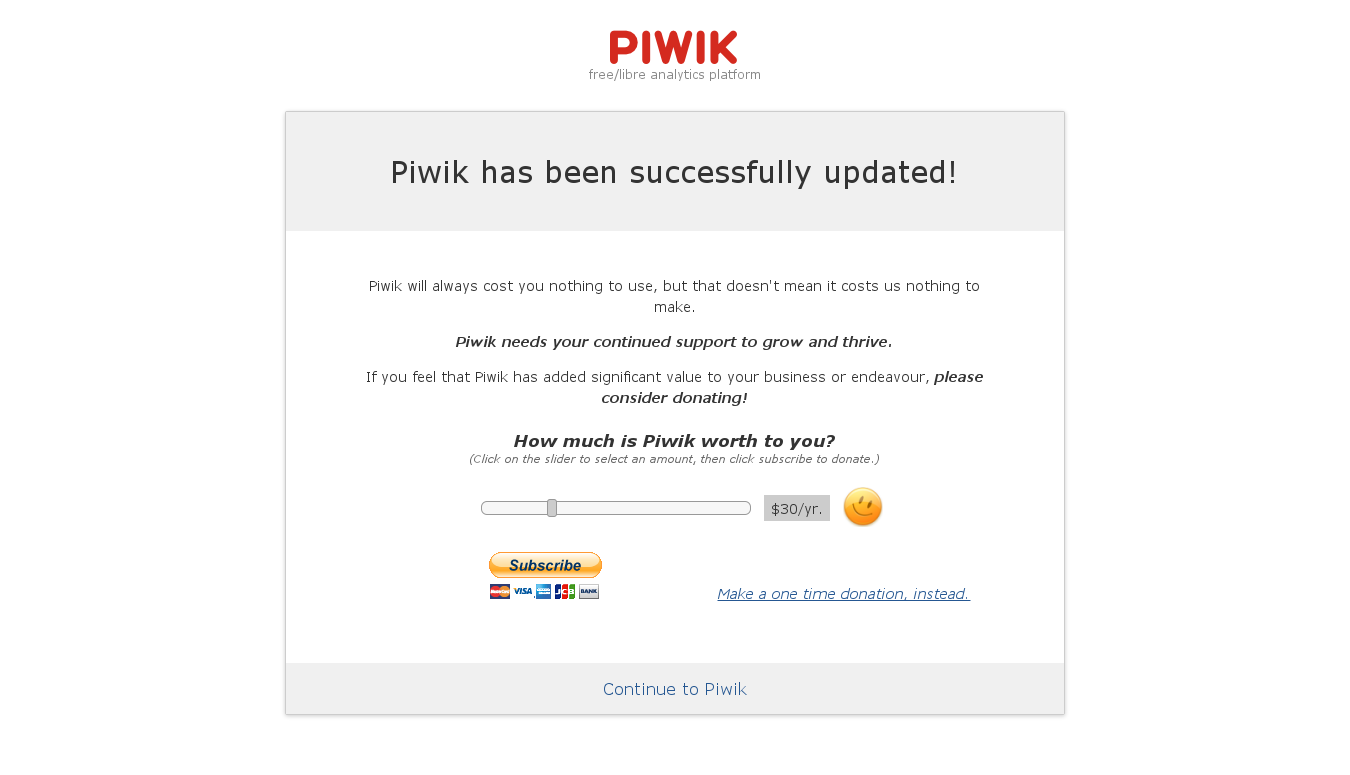 PIWIK
free/libre analytics platform
Piwik has been successfully updated!
Piwik will always cost you nothing to use, but that doesn't mean it costs us nothing to
make.
Piwik needs your continued support to grow and thrive.
If you feel that Piwik has added significant value to your business or endeavour, please
consider donating!
How much is Piwik worth to you?
(Click on the slider to select an amount, then click subscribe to donate.)
$30/yr.
Subscribe
VISA
JCB
BANK
Make a one time donation, instead.
Continue to Piwik